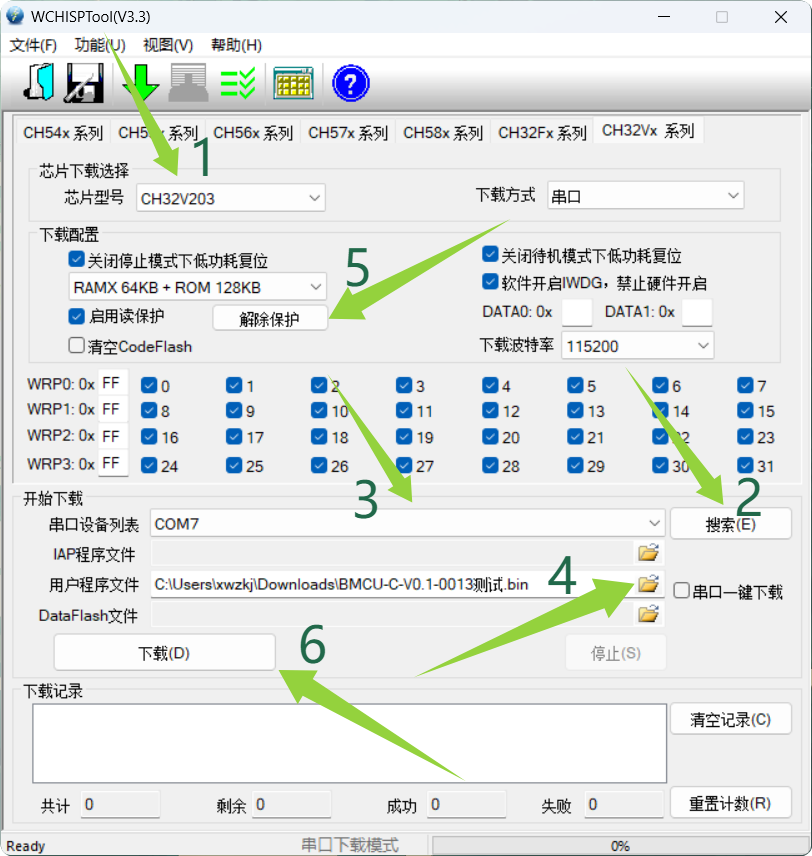 WCHISPTool(V3.3)
文件(F) 功能(U) 视图(V) 帮助(H)
?
CH54x 系列 CH5 系列 CH56x 系列 CH57x 系列 CH58x 系列 CH32Fx 系列 CH32Vx 系列
1
芯片下载选择
芯片型号 CH32V203 下载方式 串口
下载配置
关闭停止模式下低功耗复位 5 关闭待机模式下低功耗复位
RAMX 64KB + ROM 128KB 软件开启IWDG，禁止硬件开启
启用读保护 解除保护 DATA0: 0x DATA1: 0x
清空CodeFlash 下载波特率 115200
WRP0: 0x FF 0 1 2 3 4 5 6 7
WRP1: 0x FF 8 9 10 11 12 13 14 15
WRP2: 0x FF 16 17 18 19 20 21 22 23
WRP3: 0x FF 24 25 26 27 28 29 30 31
开始下载 3 2
串口设备列表 COM7 搜索(E)
IAP程序文件
用户程序文件 C:\Users\xwzkj\Downloads\BMCU-C-V0.1-0013测试.bin 4 串口一键下载
DataFlash文件
下载(D) 6 停止(S)
下载记录
清空记录(C)
共计 0 剩余 0 成功 0 失败 0 重置计数(R)
Ready 串口下载模式 0%